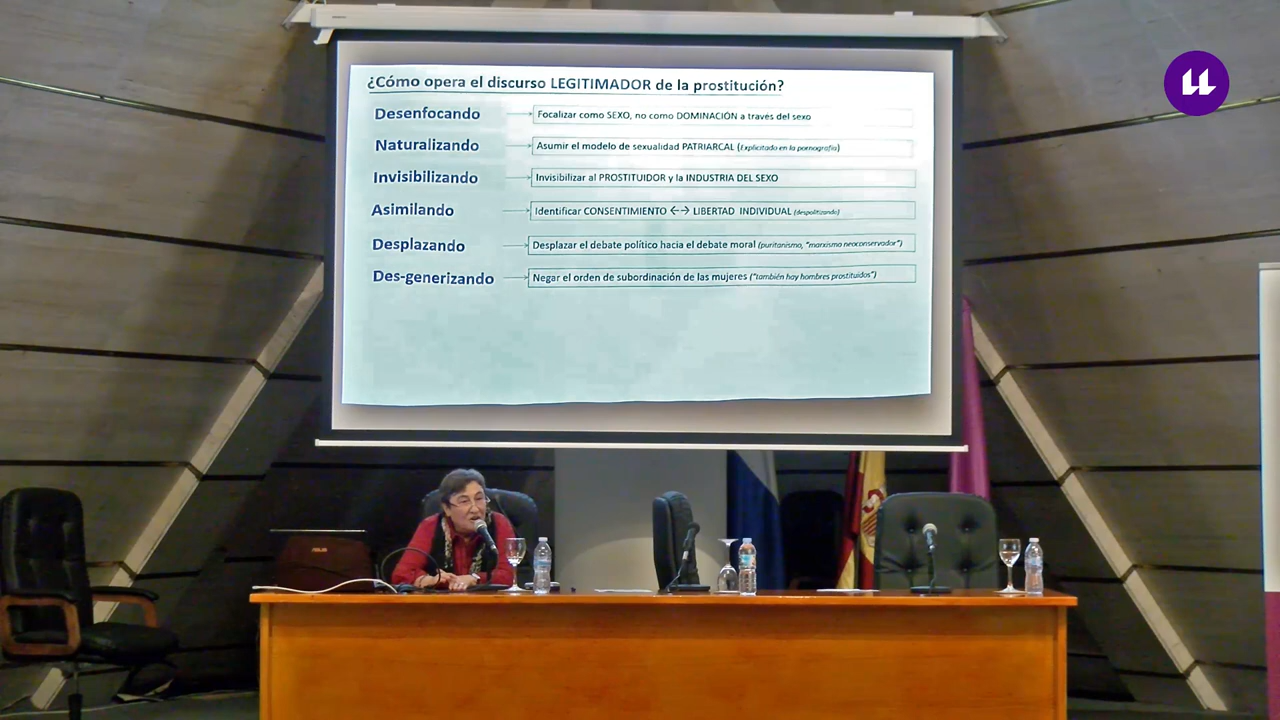 ¿Cómo opera el discurso LEGITIMADOR de la prostitución?
Desenfocando
Focalizar como SEXO, no como DOMINACIÓN a través del sexo
Naturalizando
Asumir el modelo de sexualidad PATRIARCAL (Explicitado en la pornografía)
Invisibilizando
Invisibilizar al PROSTITUIDOR y la INDUSTRIA DEL SEXO
Asimilando
Identificar CONSENTIMIENTO ←→ LIBERTAD INDIVIDUAL (despolitizando)
Desplazando
Desplazar el debate político hacia el debate moral (puritanismo, "marxismo neoconservador")
Des-generizando
Negar el orden de subordinación de las mujeres ("también hay hombres prostituidos")
ASUS